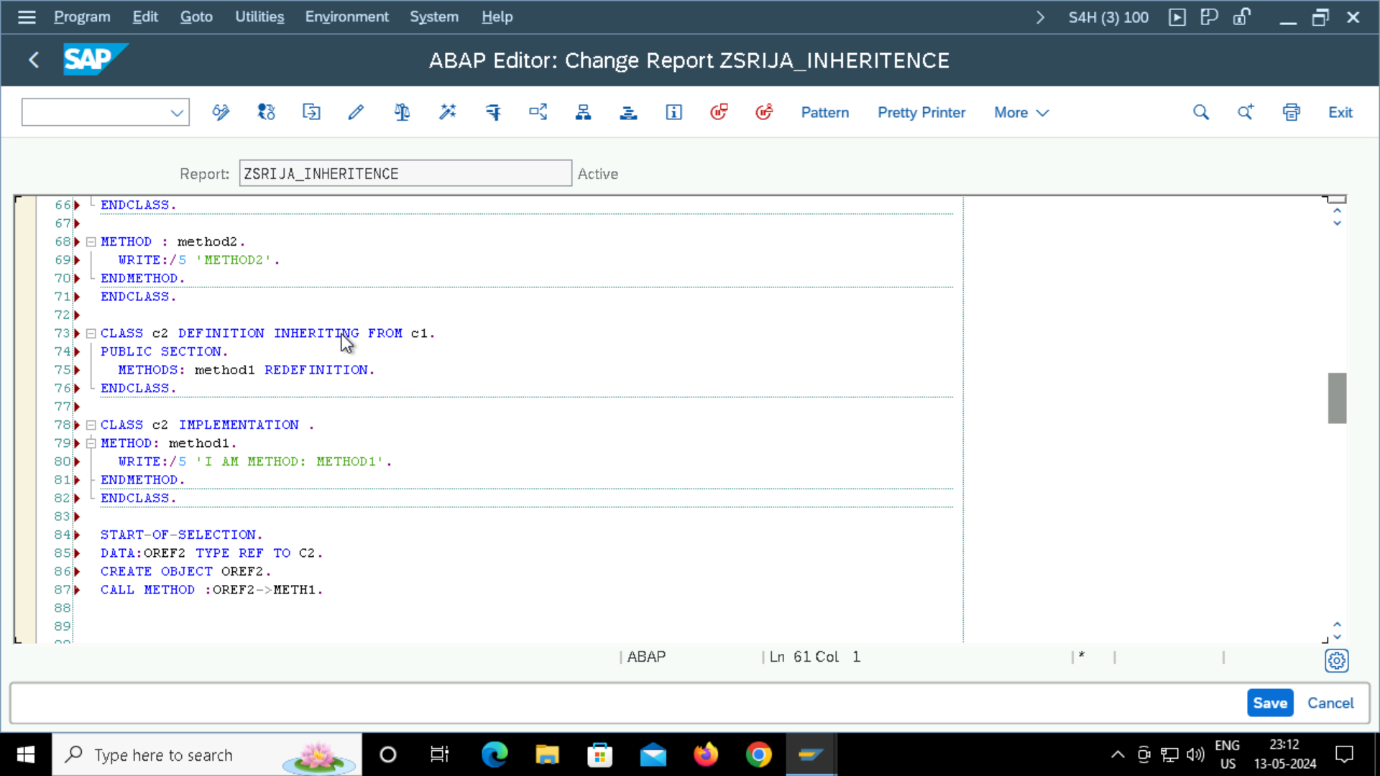 Program Edit Goto Utilities Environment System Help S4H (3) 100
SAP ABAP Editor: Change Report ZSRIJA_INHERITENCE
Pattern Pretty Printer More Exit
Report: ZSRIJA_INHERITENCE Active
66 ENDCLASS.
67
68 METHOD : method2.
69 WRITE:/5 'METHOD2'.
70 ENDMETHOD.
71 ENDCLASS.
72
73 CLASS c2 DEFINITION INHERITING FROM c1.
74 PUBLIC SECTION.
75 METHODS: method1 REDEFINITION.
76 ENDCLASS.
77
78 CLASS c2 IMPLEMENTATION .
79 METHOD: method1.
80 WRITE:/5 'I AM METHOD: METHOD1'.
81 ENDMETHOD.
82 ENDCLASS.
83
84 START-OF-SELECTION.
85 DATA:OREF2 TYPE REF TO C2.
86 CREATE OBJECT OREF2.
87 CALL METHOD :OREF2->METH1.
88
89
ABAP Ln 61 Col 1 *
Save Cancel
Type here to search ENG 23:12
US 13-05-2024